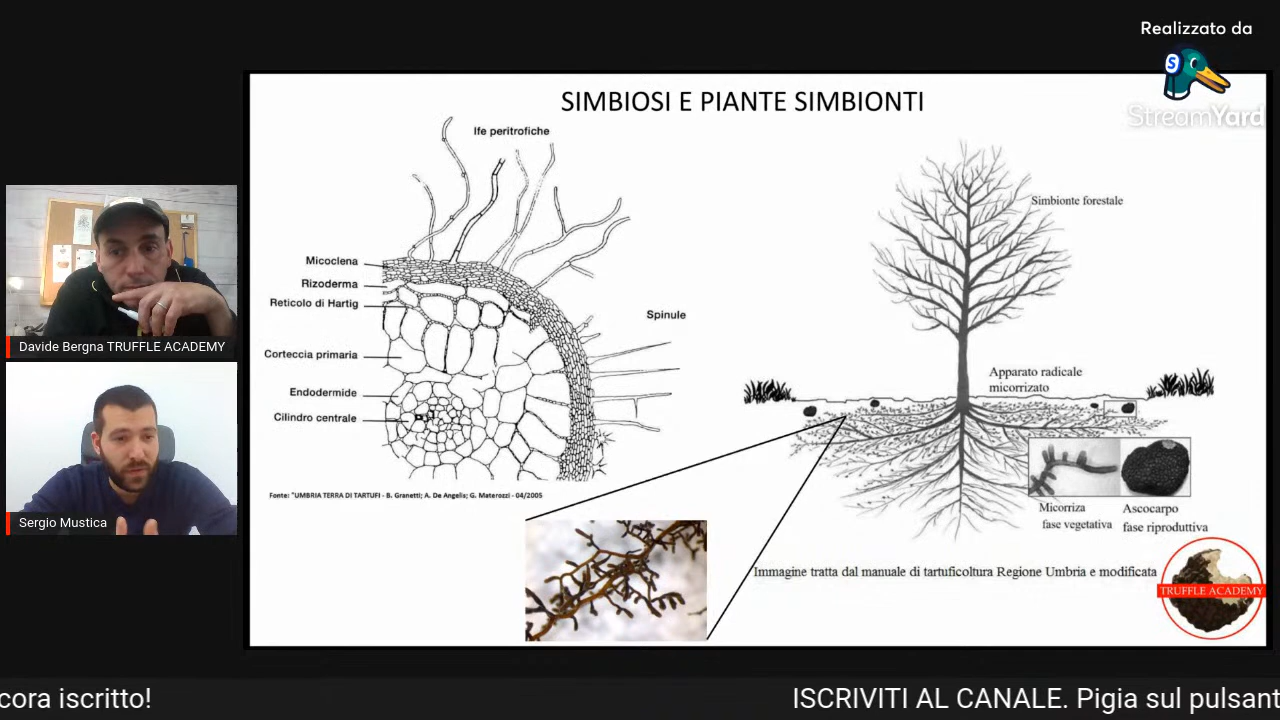 Realizzato da
StreamYard
SIMBIOSI E PIANTE SIMBIONTI
Ife peritrofiche
Micoclena
Rizoderma
Reticolo di Hartig
Corteccia primaria
Endodermide
Cilindro centrale
Spinule
Fonte: "UMBRIA TERRA DI TARTUFI - B. Granetti; A. De Angelis; G. Materozzi - 04/2005
Simbionte forestale
Apparato radicale
micorrizato
Micorriza
fase vegetativa
Ascocarpo
fase riproduttiva
Immagine tratta dal manuale di tartuficoltura Regione Umbria e modificata
TRUFFLE ACADEMY
Davide Bergna TRUFFLE ACADEMY
Sergio Mustica
cora iscritto!
ISCRIVITI AL CANALE. Pigia sul pulsant